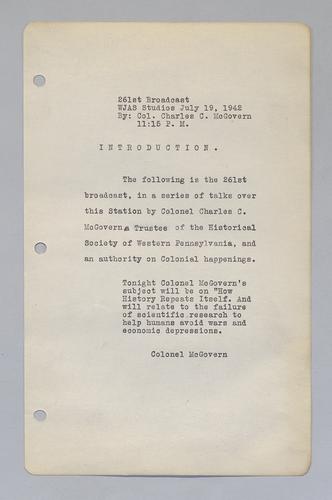 261st Broadcast
WJAS Studios July 19, 1942
By: Col. Charles C. McGovern
11:15 P. M.
I N T R O D U C T I O N .
The following is the 261st
broadcast, in a series of talks over
this Station by Colonel Charles C.
McGovern, a Trustee of the Historical
Society of Western Pennsylvania, and
an authority on Colonial happenings.
Tonight Colonel McGovern's
subject will be on "How
History Repeats Itself. And
will relate to the failure
of scientific research to
help humans avoid wars and
economic depressions.
Colonel McGovern